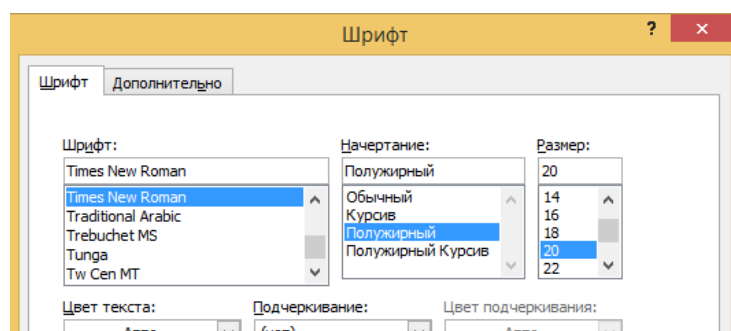 Шрифт ? ×
Шрифт Дополнительно
Шрифт: Начертание: Размер:
Times New Roman Полужирный 20
Times New Roman Обычный 14
Traditional Arabic Курсив 16
Trebuchet MS Полужирный 18
Tunga Полужирный Курсив 20
Tw Cen MT 22
Цвет текста: Подчеркивание: Цвет подчеркивания: